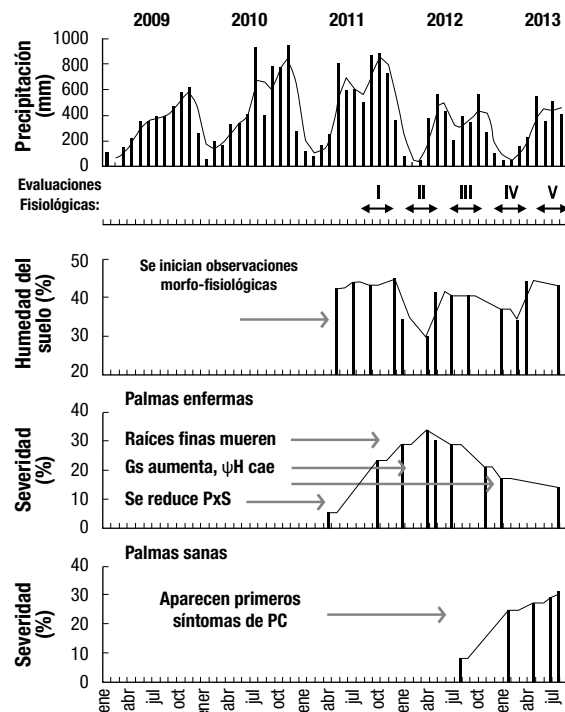 2009 2010 2011 2012 2013
Precipitación
(mm)
1000
800
600
400
200
0
Evaluaciones
Fisiológicas:
I II III IV V
Humedad del
suelo (%)
50
40
30
20
Se inician observaciones
morfo-fisiológicas
Palmas enfermas
Severidad
(%)
40
30
20
10
0
Raíces finas mueren
Gs aumenta, ψH cae
Se reduce PxS
Palmas sanas
Severidad
(%)
40
30
20
10
0
Aparecen primeros
síntomas de PC
ene abr jul oct ener abr jul oct ene abr jul oct ene abr jul oct ene abr jul